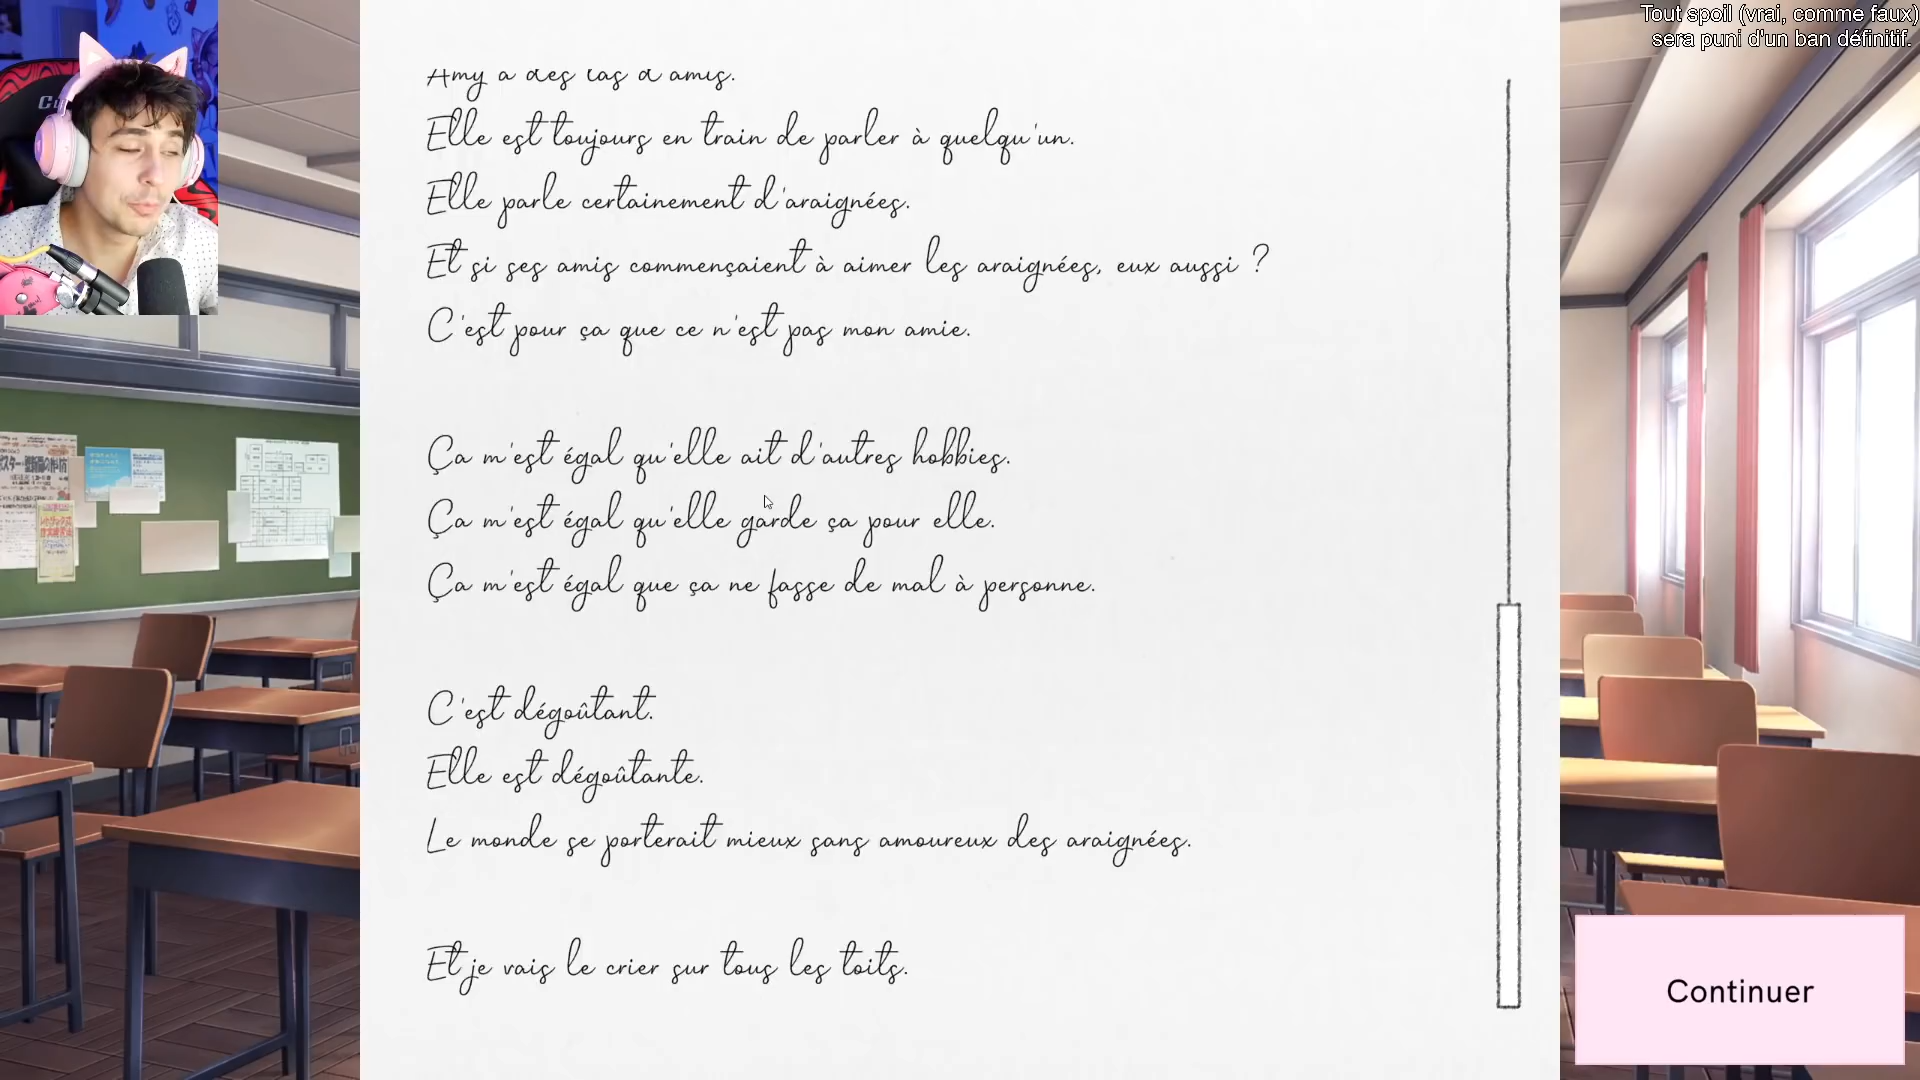 Tout spoil (vrai, comme faux)
sera puni d'un ban définitif.
Amy a des tas d'amis.
Elle est toujours en train de parler à quelqu'un.
Elle parle certainement d'araignées.
Et si ses amis commençaient à aimer les araignées, eux aussi ?
C'est pour ça que ce n'est pas mon amie.
Ça m'est égal qu'elle ait d'autres hobbies.
Ça m'est égal qu'elle garde ça pour elle.
Ça m'est égal que ça ne fasse de mal à personne.
C'est dégoûtant.
Elle est dégoûtante.
Le monde se porterait mieux sans amoureux des araignées.
Et je vais le crier sur tous les toits.
Continuer